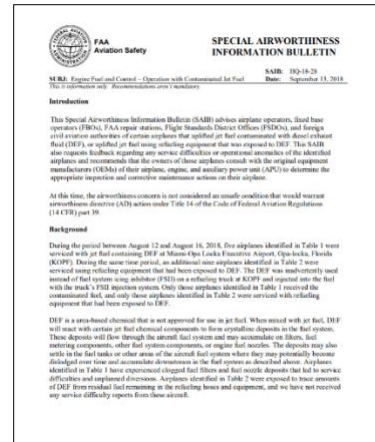 FAA
Aviation Safety
SPECIAL AIRWORTHINESS
INFORMATION BULLETIN
SAIB: HQ-18-28
SUBJ: Engine Fuel and Control – Operation with Contaminated Jet Fuel Date: September 13, 2018
This is information only. Recommendations aren't mandatory.
Introduction
This Special Airworthiness Information Bulletin (SAIB) advises airplane operators, fixed base
operators (FBOs), FAA repair stations, Flight Standards District Offices (FSDOs), and foreign
civil aviation authorities of certain airplanes that uplifted jet fuel contaminated with diesel exhaust
fluid (DEF), or uplifted jet fuel using refueling equipment that was exposed to DEF. This SAIB
also requests feedback regarding any service difficulties or operational anomalies of the identified
airplanes and recommends that the owners of those airplanes consult with the original equipment
manufacturers (OEMs) of their airplane, engine, and auxiliary power unit (APU) to determine the
appropriate inspection and corrective maintenance actions on their airplane.
At this time, the airworthiness concern is not considered an unsafe condition that would warrant
airworthiness directive (AD) action under Title 14 of the Code of Federal Aviation Regulations
(14 CFR) part 39.
Background
During the period between August 12 and August 16, 2018, five airplanes identified in Table 1 were
serviced with jet fuel containing DEF at Miami-Opa Locka Executive Airport, Opa-locka, Florida
(KOPF). During the same time period, an additional nine airplanes identified in Table 2 were
serviced using refueling equipment that had been exposed to DEF. The DEF was inadvertently used
instead of fuel system icing inhibitor (FSII) on a refueling truck at KOPF and injected into the fuel
with the truck's FSII injection system. Only those airplanes identified in Table 1 received the
contaminated fuel, and only those airplanes identified in Table 2 were serviced with refueling
equipment that had been exposed to DEF.
DEF is a urea-based chemical that is not approved for use in jet fuel. When mixed with jet fuel, DEF
will react with certain jet fuel chemical components to form crystalline deposits in the fuel system.
These deposits will flow through the aircraft fuel system and may accumulate on filters, fuel
metering components, other fuel system components, or engine fuel nozzles. The deposits may also
settle in the fuel tanks or other areas of the aircraft fuel system where they may potentially become
dislodged over time and accumulate downstream in the fuel system as described above. Airplanes
identified in Table 1 have experienced clogged fuel filters and fuel nozzle deposits that led to service
difficulties and unplanned diversions. Airplanes identified in Table 2 were exposed to trace amounts
of DEF from residual fuel remaining in the refueling hoses and equipment, and we have not received
any service difficulty reports from these aircraft.